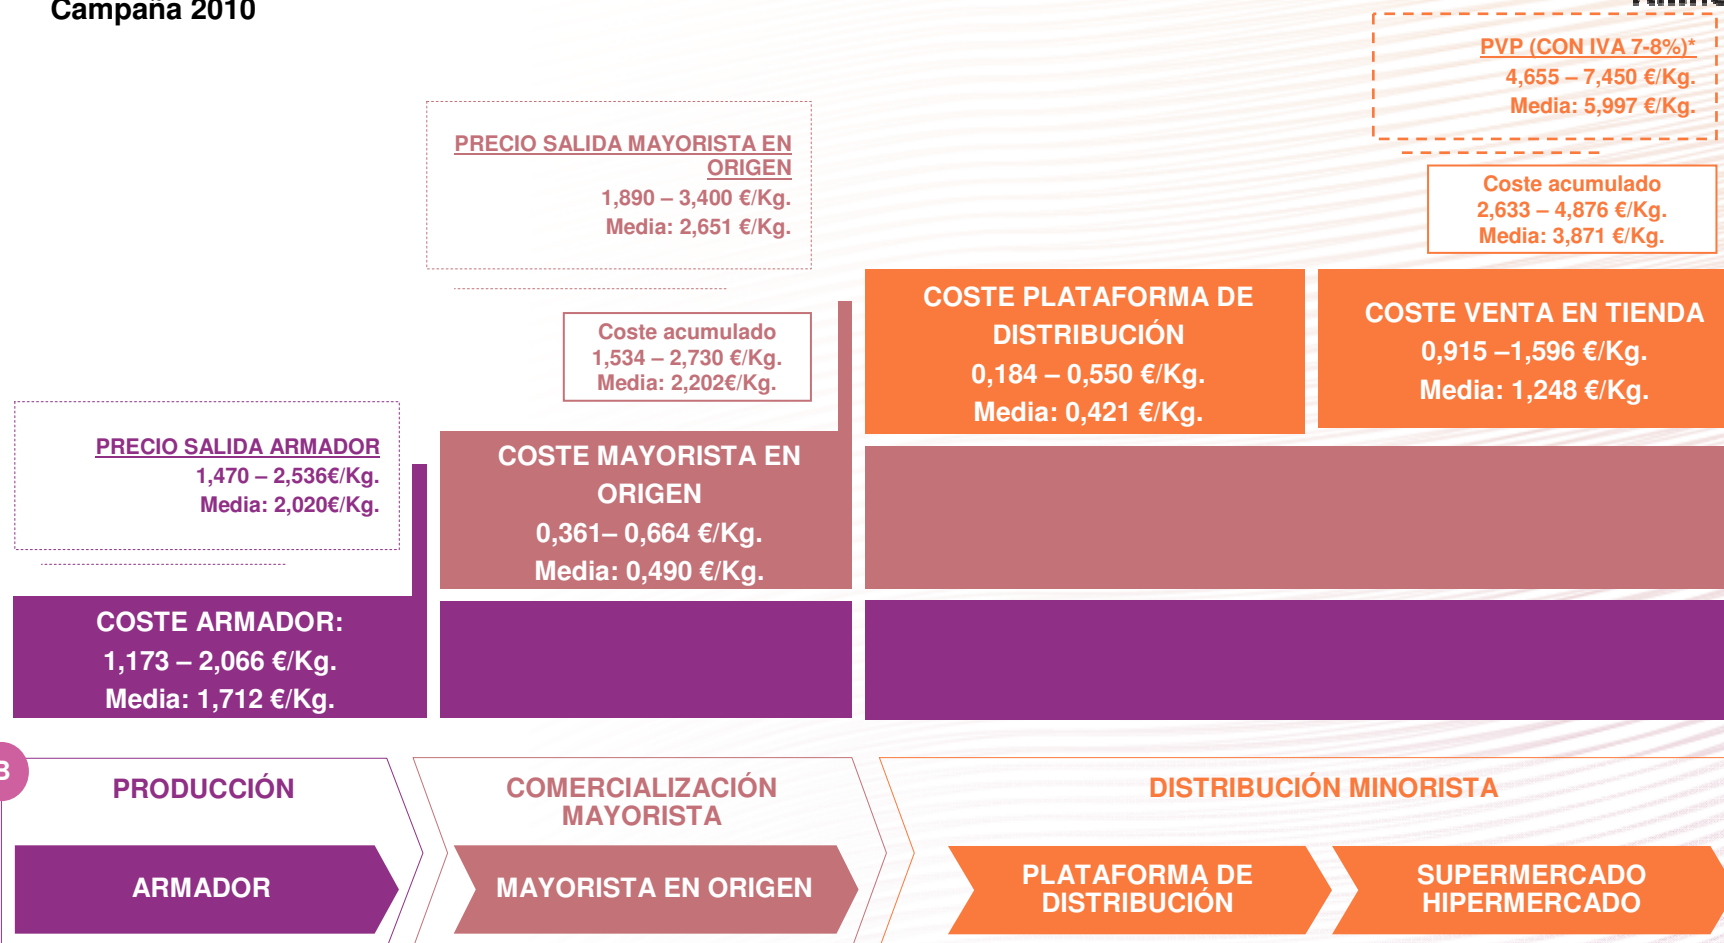 Campaña 2010
PVP (CON IVA 7-8%)*
4,655 – 7,450 €/Kg.
Media: 5,997 €/Kg.
PRECIO SALIDA MAYORISTA EN
ORIGEN
1,890 – 3,400 €/Kg.
Media: 2,651 €/Kg.
Coste acumulado
2,633 – 4,876 €/Kg.
Media: 3,871 €/Kg.
COSTE PLATAFORMA DE
DISTRIBUCIÓN
0,184 – 0,550 €/Kg.
Media: 0,421 €/Kg.
COSTE VENTA EN TIENDA
0,915 –1,596 €/Kg.
Media: 1,248 €/Kg.
Coste acumulado
1,534 – 2,730 €/Kg.
Media: 2,202€/Kg.
PRECIO SALIDA ARMADOR
1,470 – 2,536€/Kg.
Media: 2,020€/Kg.
COSTE MAYORISTA EN
ORIGEN
0,361– 0,664 €/Kg.
Media: 0,490 €/Kg.
COSTE ARMADOR:
1,173 – 2,066 €/Kg.
Media: 1,712 €/Kg.
B
PRODUCCIÓN
COMERCIALIZACIÓN
MAYORISTA
DISTRIBUCIÓN MINORISTA
ARMADOR
MAYORISTA EN ORIGEN
PLATAFORMA DE
DISTRIBUCIÓN
SUPERMERCADO
HIPERMERCADO